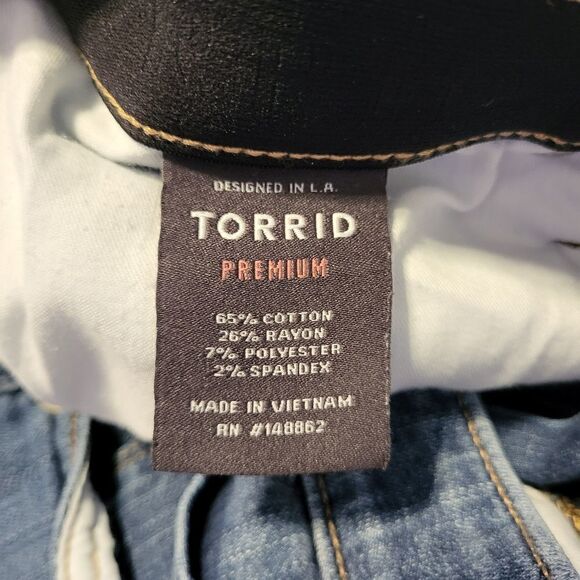 DESIGNED IN L.A.
TORRID
PREMIUM
65% COTTON
26% RAYON
7% POLYESTER
2% SPANDEX
MADE IN VIETNAM
RN #148862